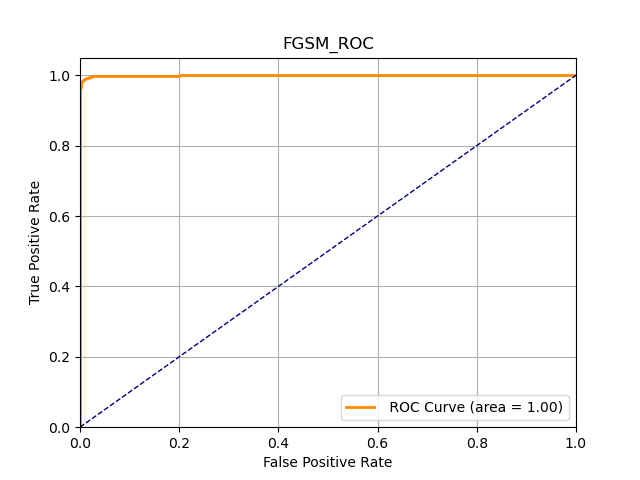 FGSM_ROC
True Positive Rate
1.0
0.8
0.6
0.4
0.2
0.0
0.0 0.2 0.4 0.6 0.8 1.0
False Positive Rate
ROC Curve (area = 1.00)